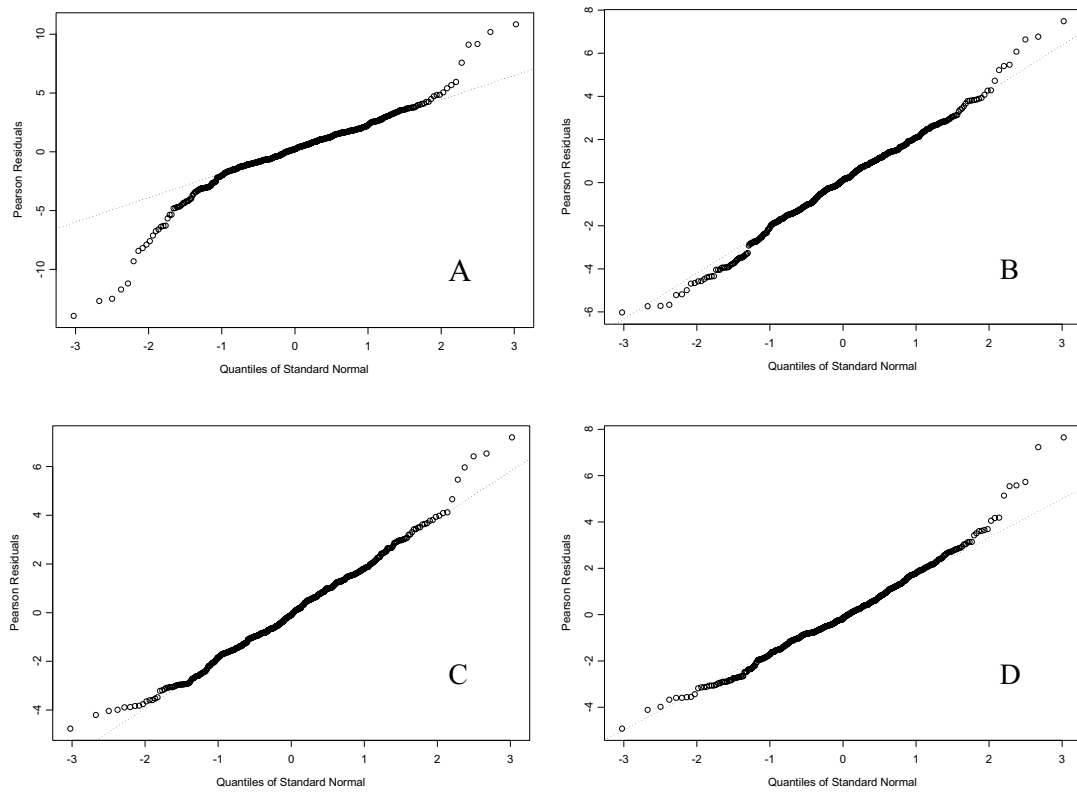 10
5
0
-5
-10
Pearson Residuals
A
-3 -2 -1 0 1 2 3
Quantiles of Standard Normal
8
6
4
2
0
-2
-4
-6
Pearson Residuals
B
-3 -2 -1 0 1 2 3
Quantiles of Standard Normal
6
4
2
0
-2
-4
Pearson Residuals
C
-3 -2 -1 0 1 2 3
Quantiles of Standard Normal
8
6
4
2
0
-2
-4
Pearson Residuals
D
-3 -2 -1 0 1 2 3
Quantiles of Standard Normal